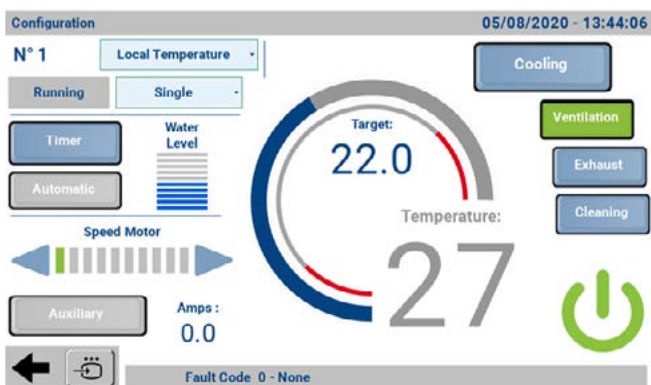 Configuration 05/08/2020 - 13:44:06
N° 1 Local Temperature
Cooling
Running Single
Ventilation
Timer
Water
Level
Target:
22.0
Exhaust
Automatic
Cleaning
Temperature:
27
Speed Motor
Auxiliary
Amps :
0.0
Fault Code 0 - None